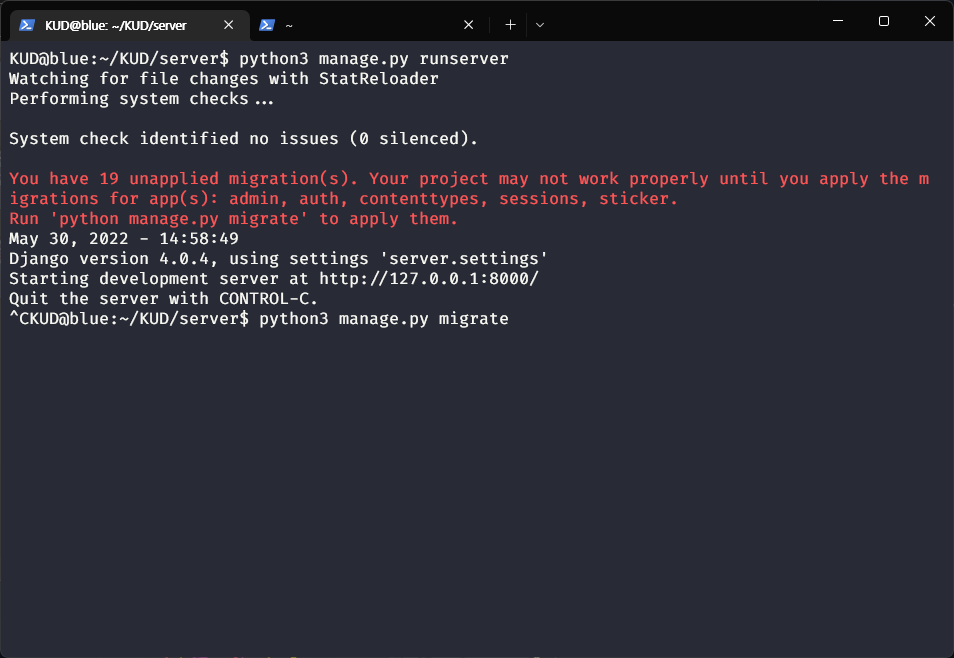 KUD@blue: ~/KUD/server
~
KUD@blue:~/KUD/server$ python3 manage.py runserver
Watching for file changes with StatReloader
Performing system checks...
System check identified no issues (0 silenced).
You have 19 unapplied migration(s). Your project may not work properly until you apply the m
igrations for app(s): admin, auth, contenttypes, sessions, sticker.
Run 'python manage.py migrate' to apply them.
May 30, 2022 - 14:58:49
Django version 4.0.4, using settings 'server.settings'
Starting development server at http://127.0.0.1:8000/
Quit the server with CONTROL-C.
^CKUD@blue:~/KUD/server$ python3 manage.py migrate